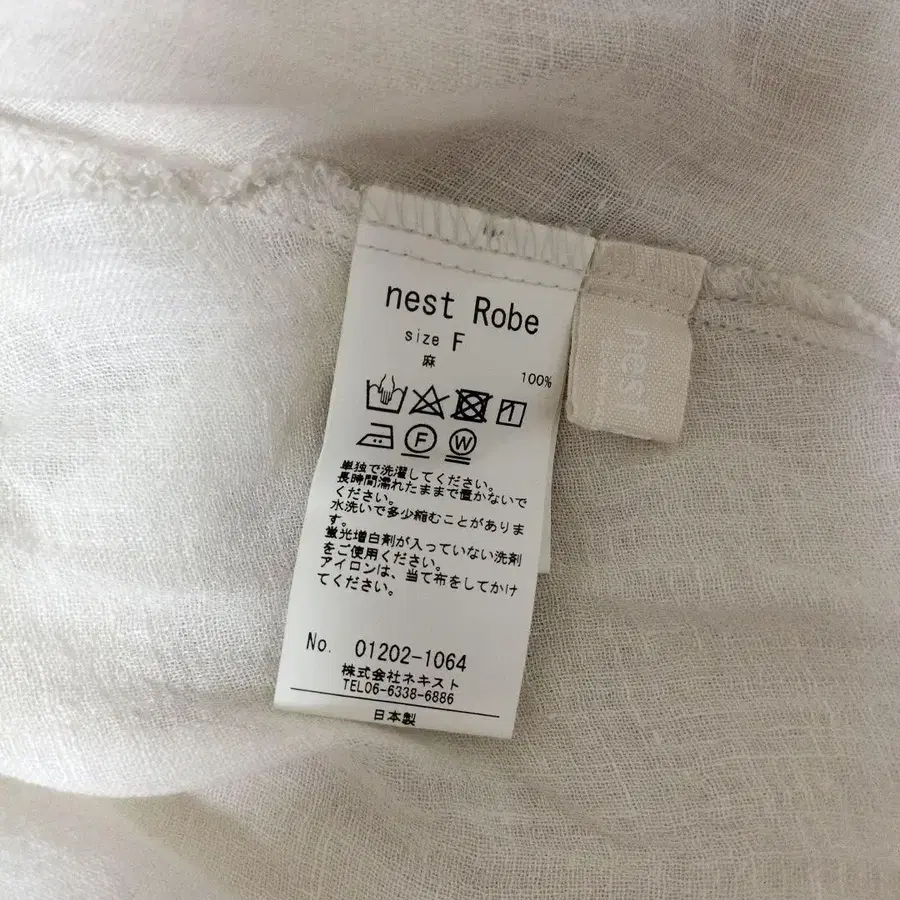 nest Robe
size F
麻
100%
F W
単独で洗濯してください。
長時間濡れたままで置かないで
ください。
水洗いで多少縮むことがありま
す。
蛍光増白剤が入っていない洗剤
をご使用ください。
アイロンは、当て布をしてかけ
てください。
No. 01202-1064
株式会社ネキスト
TEL06-6338-6886
日本製
nest